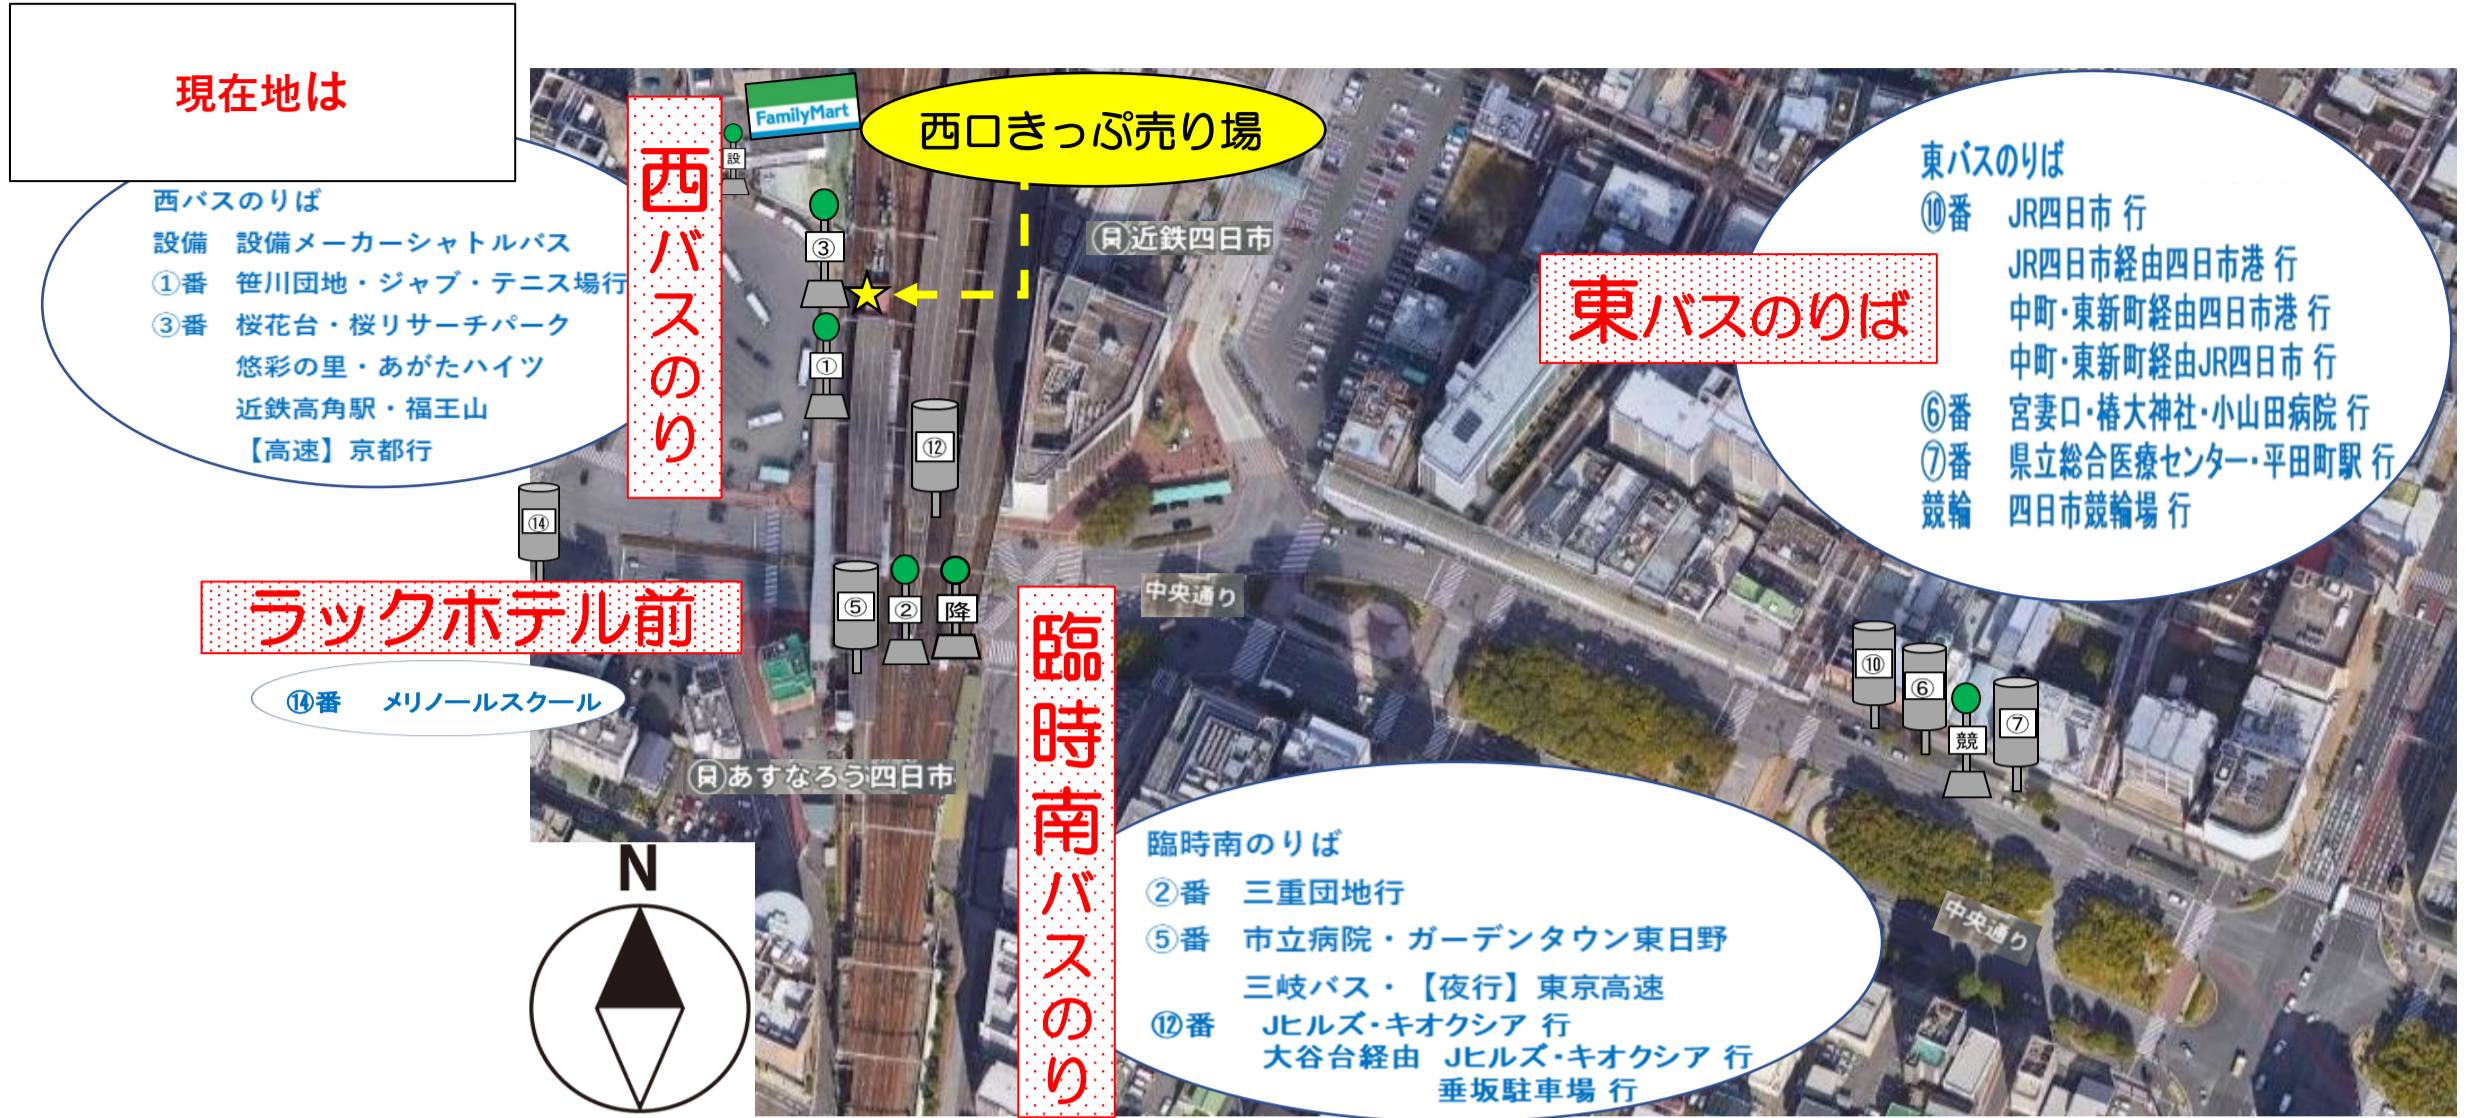 現在地は
西バスのりば
設備 設備メーカーシャトルバス
①番 笹川団地・ジャブ・テニス場行
③番 桜花台・桜リサーチパーク
悠彩の里・あがたハイツ
近鉄高角駅・福王山
【高速】京都行
西バスのり
FamilyMart
西口きっぷ売り場
設
③
①
⑫
⑭
⑤
②
降
近鉄四日市
東バスのりば
東バスのりば
⑩番 JR四日市 行
JR四日市経由四日市港 行
中町・東新町経由四日市港 行
中町・東新町経由JR四日市 行
⑥番 宮妻口・椿大神社・小山田病院 行
⑦番 県立総合医療センター・平田町駅 行
競輪 四日市競輪場 行
ラックホテル前
⑭番 メリノールスクール
中央通り
⑩
⑥
競
⑦
あすなろう四日市
臨時南バスのり
臨時南のりば
②番 三重団地行
⑤番 市立病院・ガーデンタウン東日野
三岐バス・【夜行】東京高速
⑫番 Jヒルズ・キオクシア 行
大谷台経由 Jヒルズ・キオクシア 行
垂坂駐車場 行
中央通り
N